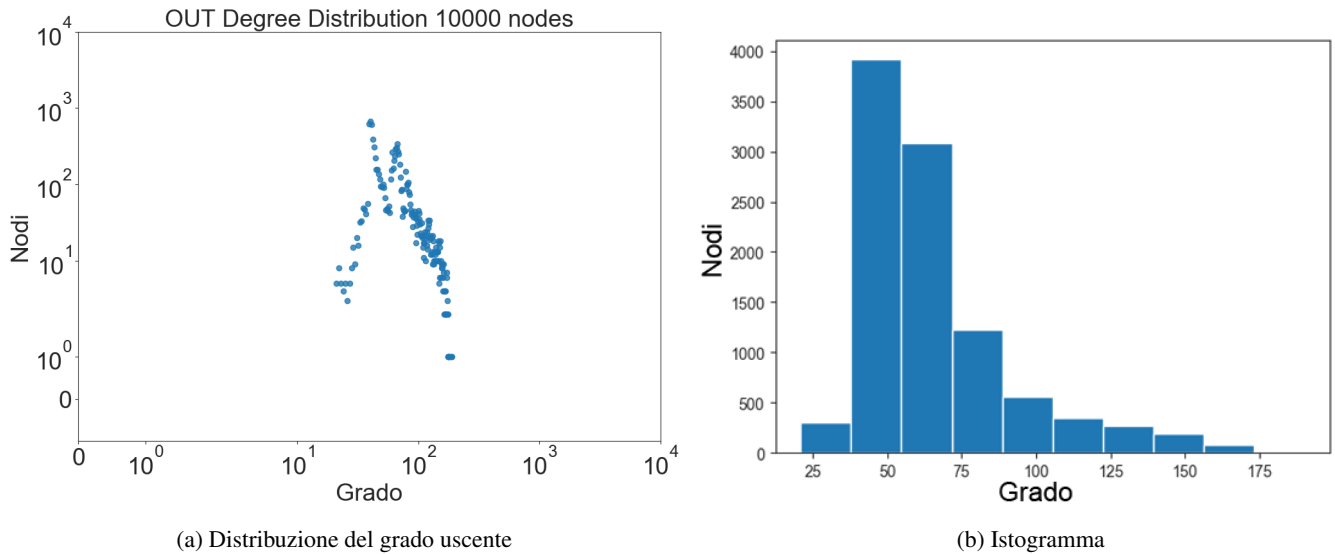 OUT Degree Distribution 10000 nodes
10^4
10^3
10^2
10^1
10^0
0
Nodi
0 10^0 10^1 10^2 10^3 10^4
Grado
(a) Distribuzione del grado uscente
4000
3500
3000
2500
2000
1500
1000
500
0
Nodi
25 50 75 100 125 150 175
Grado
(b) Istogramma